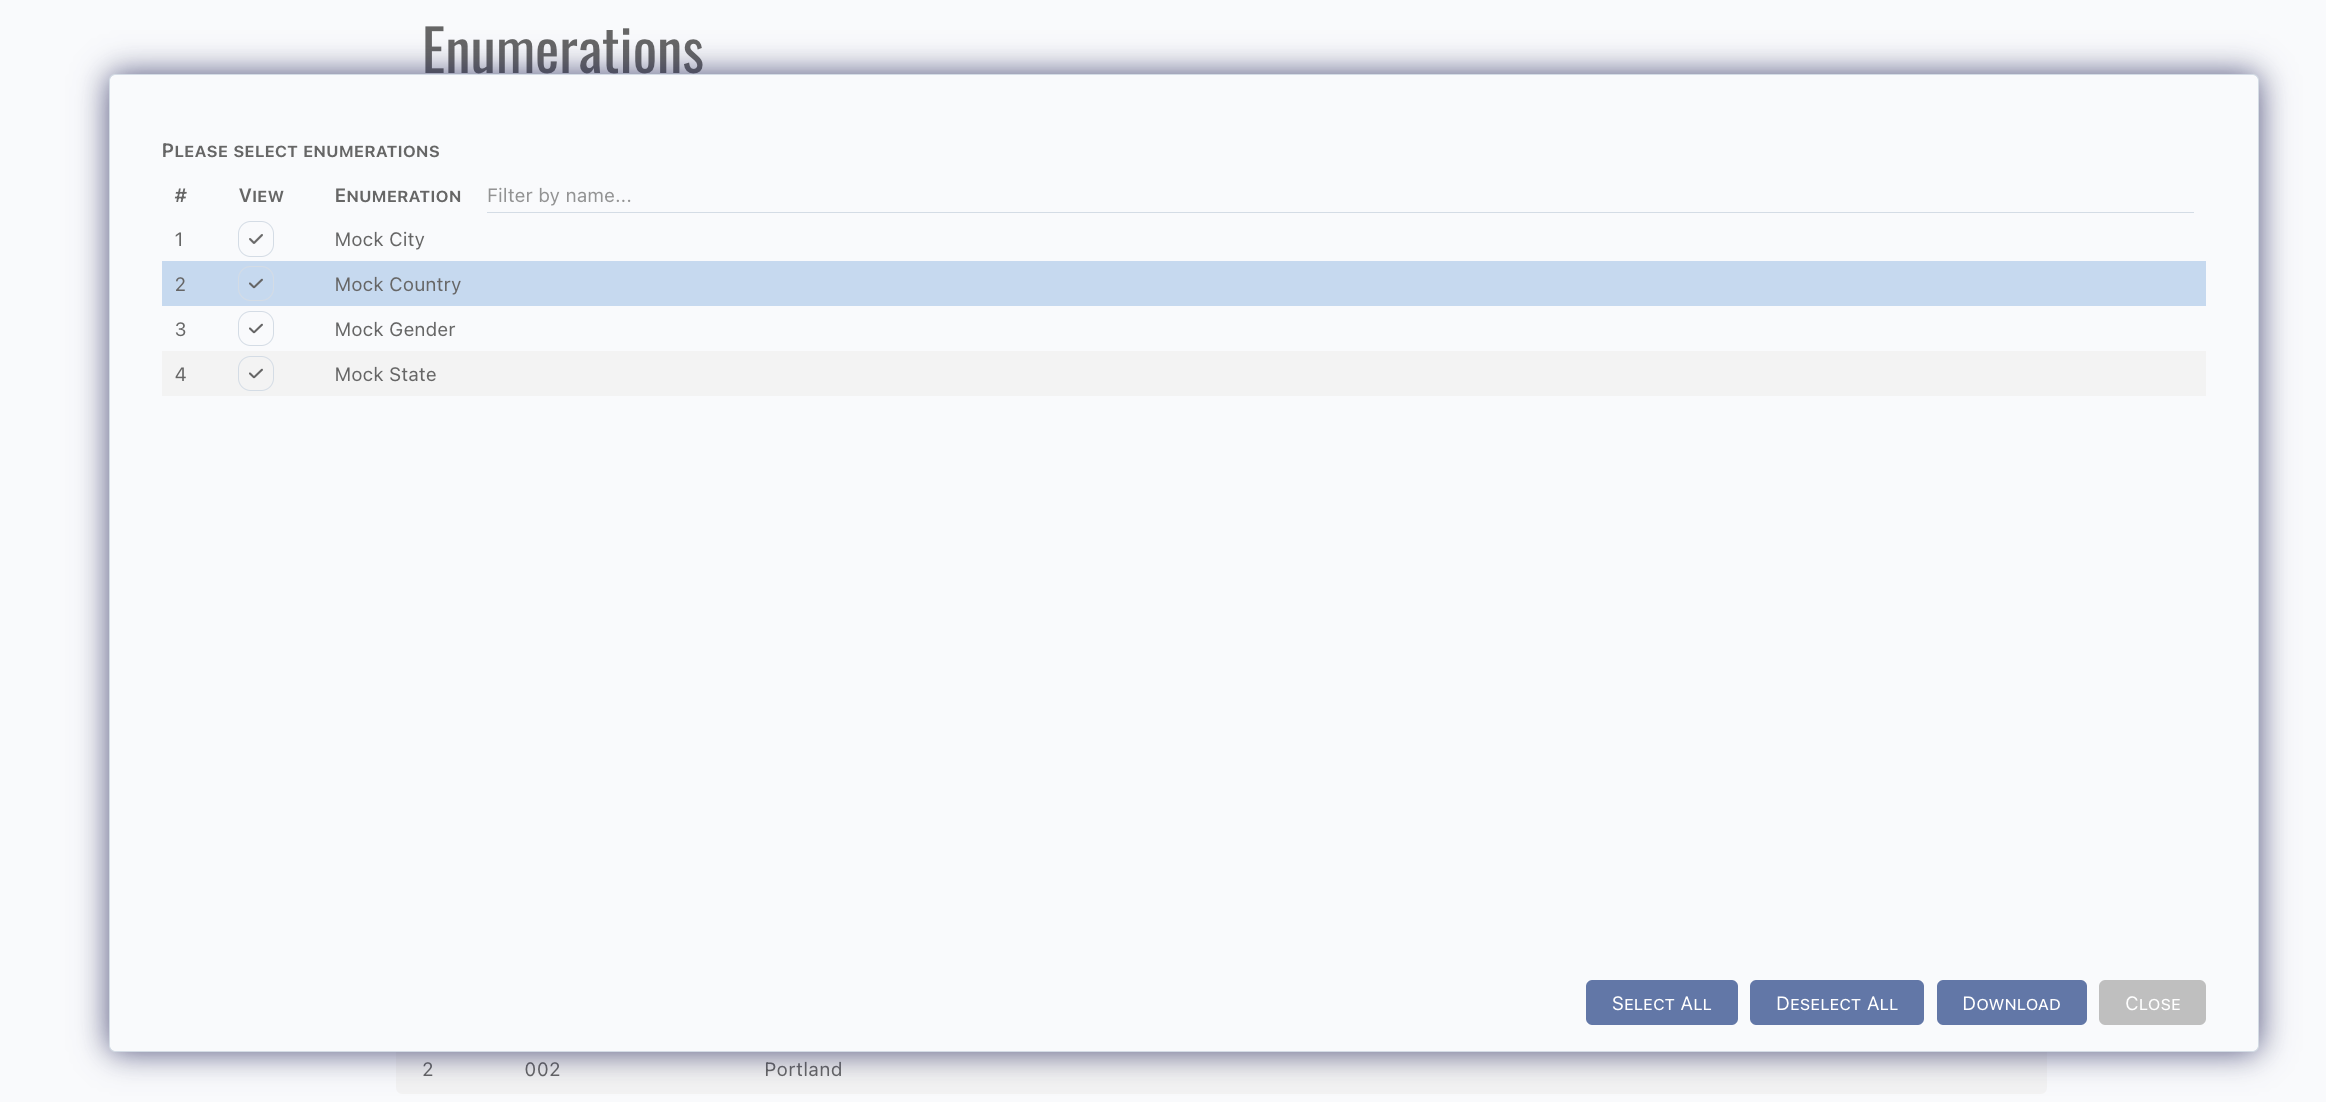 Enumerations
Please select enumerations
# View Enumeration Filter by name...
1 Mock City
2 Mock Country
3 Mock Gender
4 Mock State
Select All Deselect All Download Close
2 002 Portland